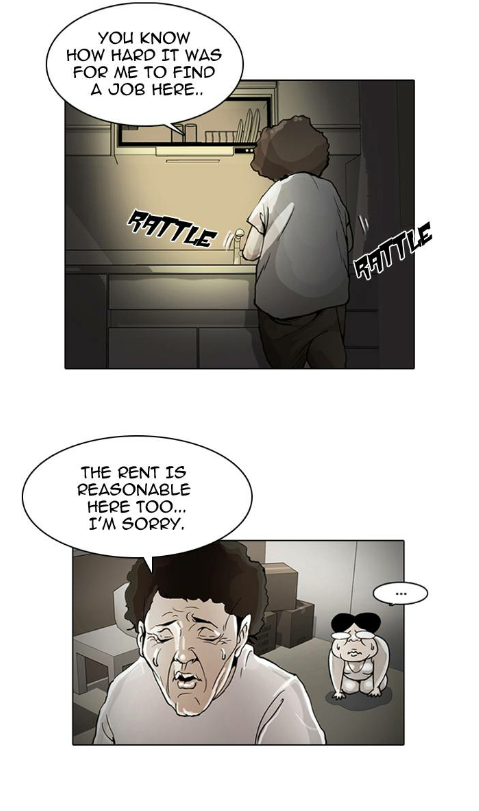 YOU KNOW
HOW HARD IT WAS
FOR ME TO FIND
A JOB HERE..
RATTLE
RATTLE
THE RENT IS
REASONABLE
HERE TOO...
I'M SORRY.
...